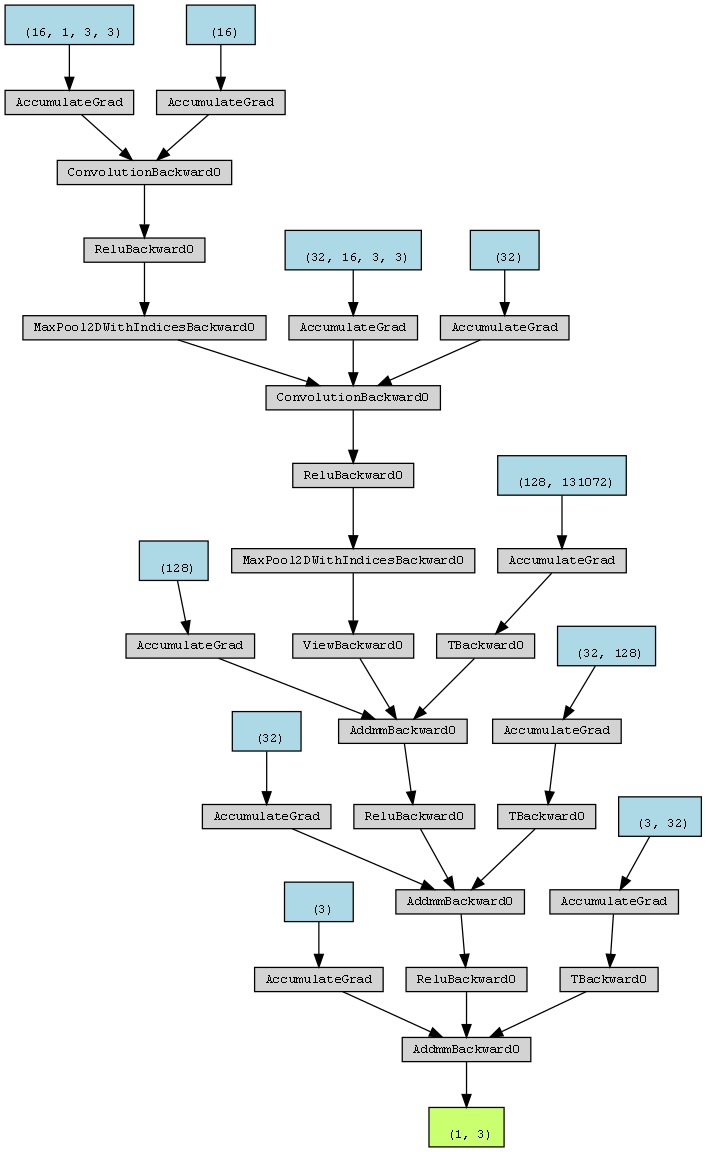 (16, 1, 3, 3)
(16)
AccumulateGrad
AccumulateGrad
ConvolutionBackward0
ReluBackward0
(32, 16, 3, 3)
(32)
MaxPool2DWithIndicesBackward0
AccumulateGrad
AccumulateGrad
ConvolutionBackward0
ReluBackward0
(128, 131072)
(128)
MaxPool2DWithIndicesBackward0
AccumulateGrad
AccumulateGrad
ViewBackward0
TBackward0
(32, 128)
(32)
AddmmBackward0
AccumulateGrad
AccumulateGrad
ReluBackward0
TBackward0
(3, 32)
(3)
AddmmBackward0
AccumulateGrad
AccumulateGrad
ReluBackward0
TBackward0
AddmmBackward0
(1, 3)